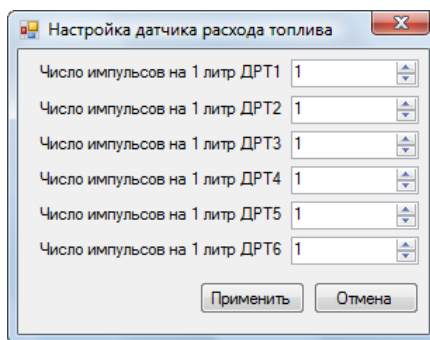 Настройка датчика расхода топлива
Число импульсов на 1 литр ДРТ1 1
Число импульсов на 1 литр ДРТ2 1
Число импульсов на 1 литр ДРТ3 1
Число импульсов на 1 литр ДРТ4 1
Число импульсов на 1 литр ДРТ5 1
Число импульсов на 1 литр ДРТ6 1
Применить Отмена